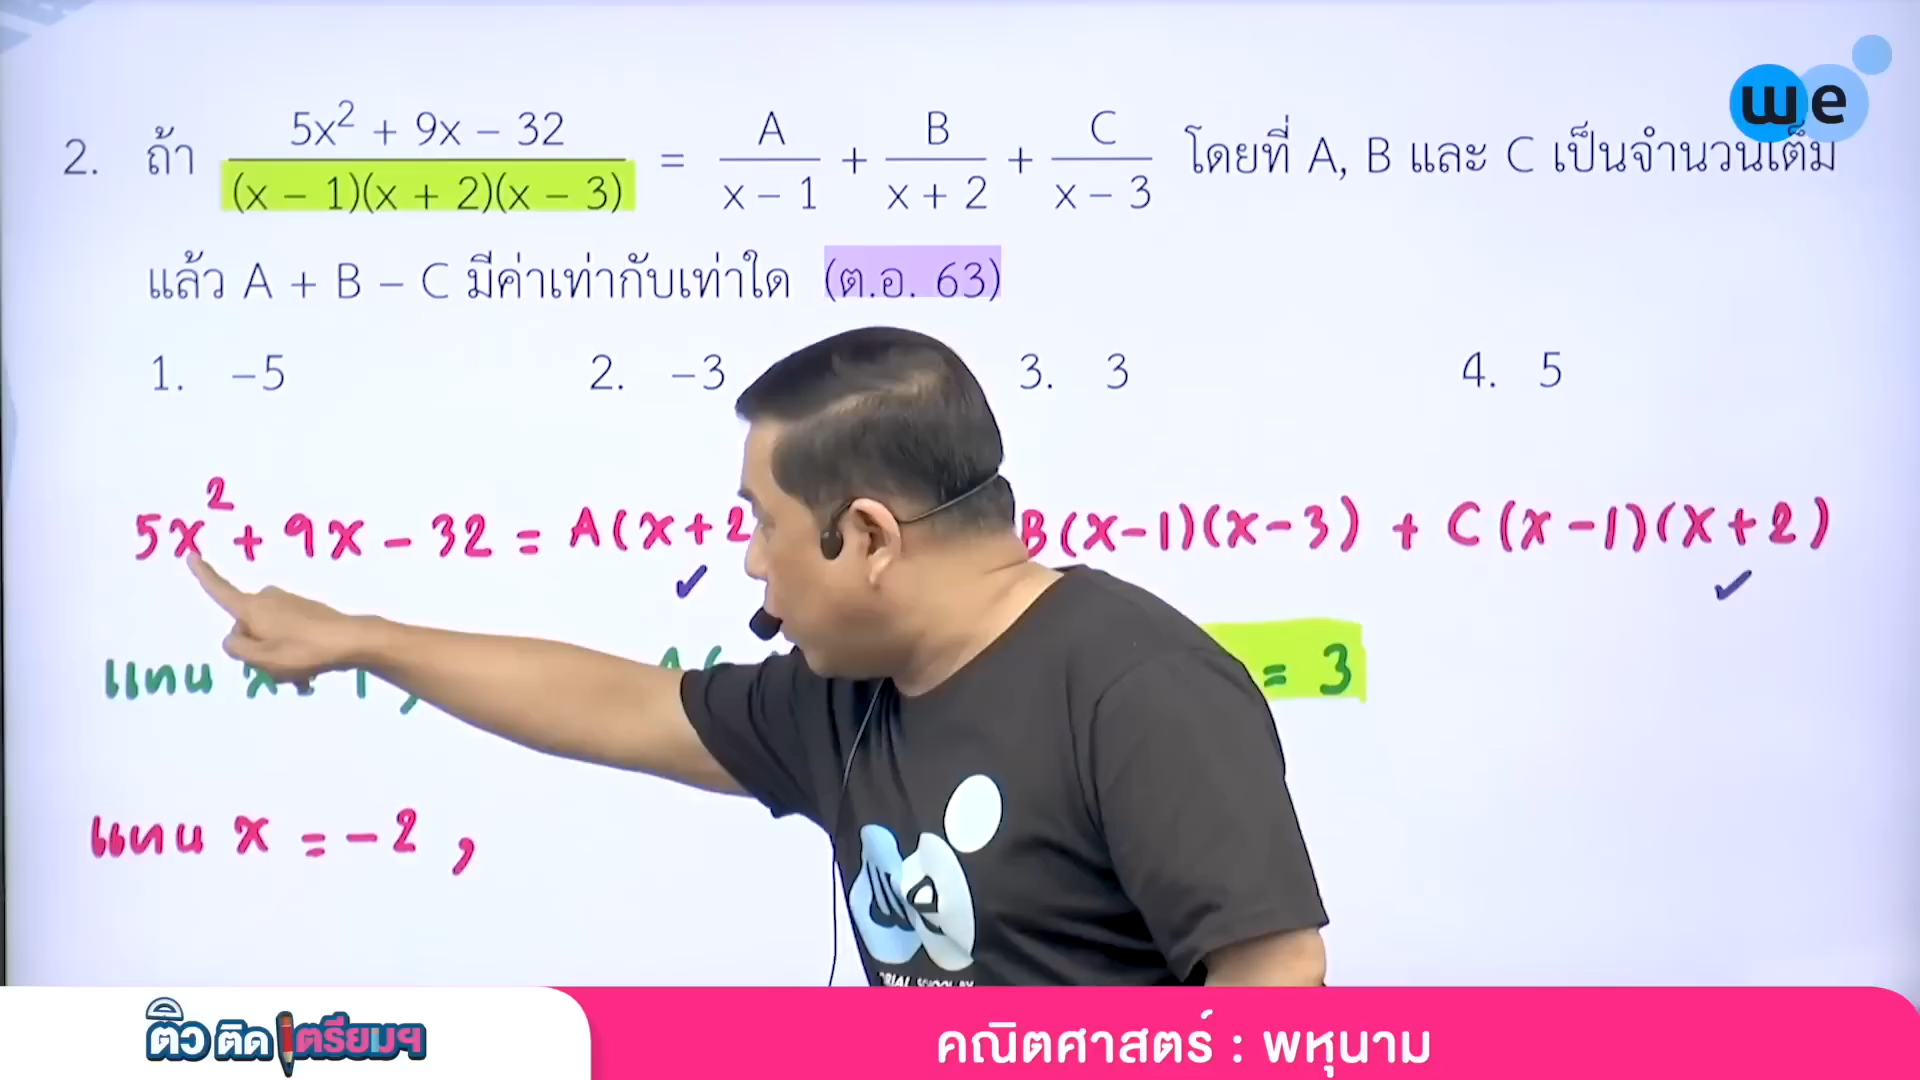 we
2. ถ้า (5x² + 9x – 32)/((x – 1)(x + 2)(x – 3)) = A/(x – 1) + B/(x + 2) + C/(x – 3) โดยที่ A, B และ C เป็นจำนวนเต็ม
แล้ว A + B – C มีค่าเท่ากับเท่าใด (ต.อ. 63)
1. –5 2. –3 3. 3 4. 5
5x² + 9x – 32 = A(x+2 B(x–1)(x–3) + C(x–1)(x+2)
แทน = 3
แทน x = –2 ,
we
ติว ติด เตรียมฯ
คณิตศาสตร์ : พหุนาม